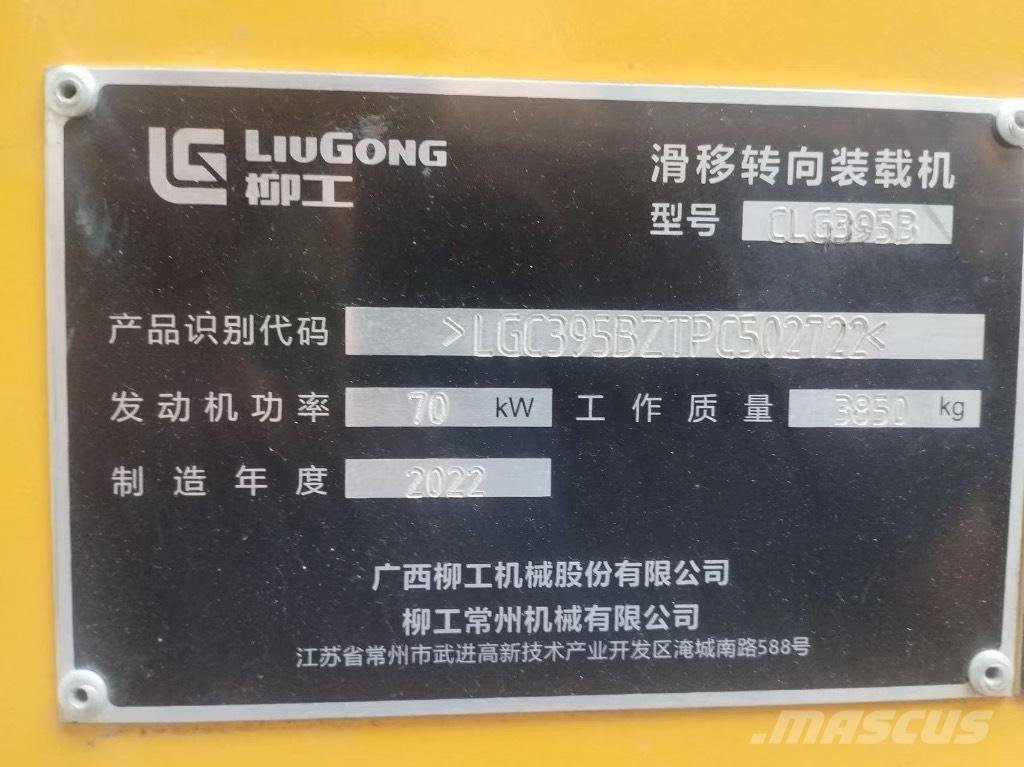 LG LIUGONG
柳工
滑移转向装载机
型号 CLG395B
产品识别代码 >LGC395BZTPC502722<
发动机功率 70 kW 工作质量 3850 kg
制造年度 2022
广西柳工机械股份有限公司
柳工常州机械有限公司
江苏省常州市武进高新技术产业开发区淹城南路588号
MASCUS